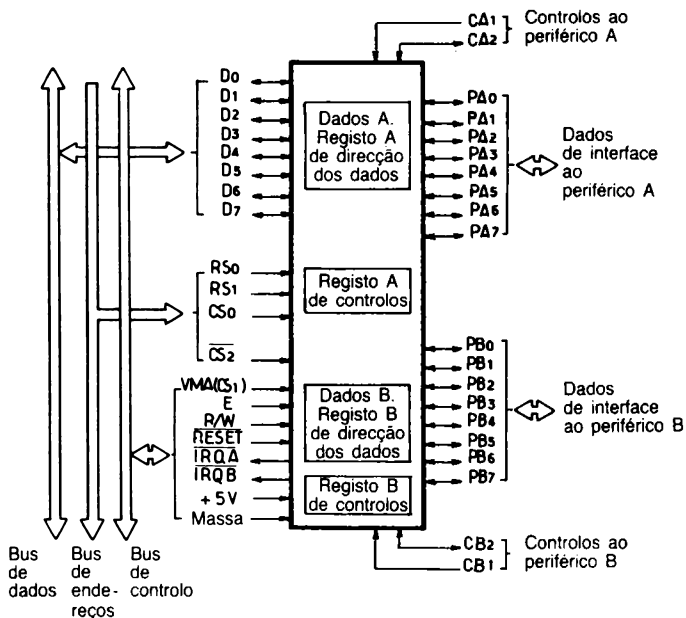 CA1
CA2
Controlos ao
periférico A
D0
D1
D2
D3
D4
D5
D6
D7
Dados A.
Registo A
de direcção
dos dados
PA0
PA1
PA2
PA3
PA4
PA5
PA6
PA7
Dados
de interface
ao
periférico A
RS0
RS1
CS0
CS2
Registo A
de controlos
VMA(CS1)
E
R/W
RESET
IRQA
IRQB
+5V
Massa
Dados B.
Registo B
de direcção
dos dados
Registo B
de controlos
PB0
PB1
PB2
PB3
PB4
PB5
PB6
PB7
Dados
de interface
ao periférico B
CB2
CB1
Controlos ao
periférico B
Bus
de
dados
Bus
de
ende-
reços
Bus
de
controlo